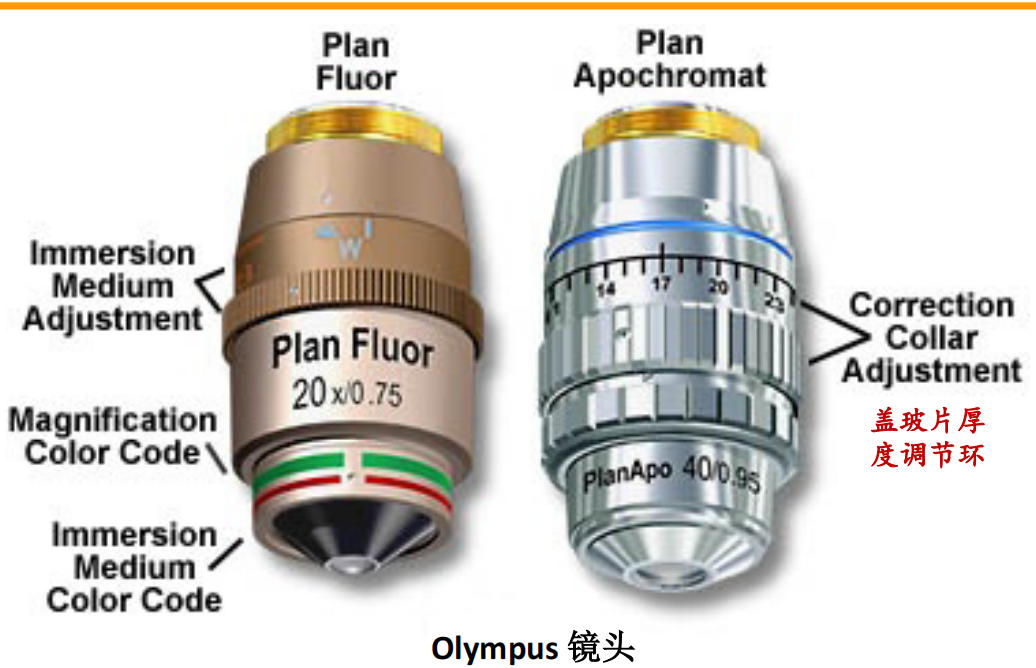 Plan
Fluor
Plan
Apochromat
Immersion
Medium
Adjustment
W
Plan Fluor
20x/0.75
Magnification
Color Code
Immersion
Medium
Color Code
14 17 20 23
PlanApo 40/0.95
Correction
Collar
Adjustment
盖玻片厚
度调节环
Olympus 镜头